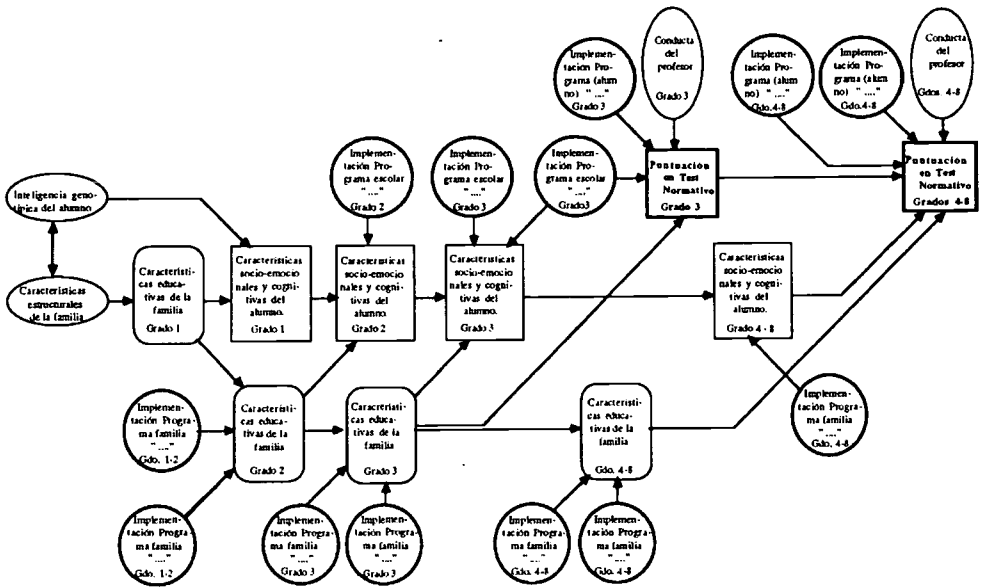 Implemen-
tación Pro-
grama (alum
no) "...."
Grado 3
Conducta
del
profesor
Grado 3
Implemen-
tación Pro-
grama (alum
no) "...."
Gdo.4-8
Implemen-
tación Pro-
grama (alum
no) "...."
Gdo.4-8
Conducta
del
profesor
Gdos. 4-8
Implemen-
tación
Programa escolar
"...."
Grado 2
Implemen-
tación
Programa escolar
"...."
Grado 3
Implemen-
tación
Programa escolar
"...."
Grado3
Puntuacion
en Test
Normativo
Grado 3
Puntuacion
en Test
Normativo
Grados 4-8
Inteligencia geno-
típica del alumno
Características
estructurales
de la familia
Característi-
cas educa-
tivas de la
familia
Grado 1
Características
socio-emocio
nales y cogni-
tivas del
alumno.
Grado 1
Características
socio-emocio
nales y cogni-
tivas del
alumno.
Grado 2
Características
socio-emocio
nales y cogni-
tivas del
alumno.
Grado 3
Características
socio-emocio
nales y cogni-
tivas del
alumno.
Grado 4 - 8
Implemen-
tación Progra-
ma familia
"...."
Gdo. 1-2
Característi-
cas educa-
tivas de la
familia
Grado 2
Característi-
cas educa-
tivas de la
familia
Grado 3
Característi-
cas educa-
tivas de la
familia
Gdo. 4-8
Implemen-
tación Progra-
ma familia
"...."
Gdo. 4-8
Implemen-
tación Progra-
ma familia
"...."
Gdo. 1-2
Implemen-
tación Progra-
ma familia
"...."
Grado 3
Implemen-
tación Progra-
ma familia
"...."
Grado 3
Implemen-
tación Progra-
ma familia
"...."
Gdo. 4-8
Implemen-
tación Progra-
ma familia
"...."
Gdo. 4-8